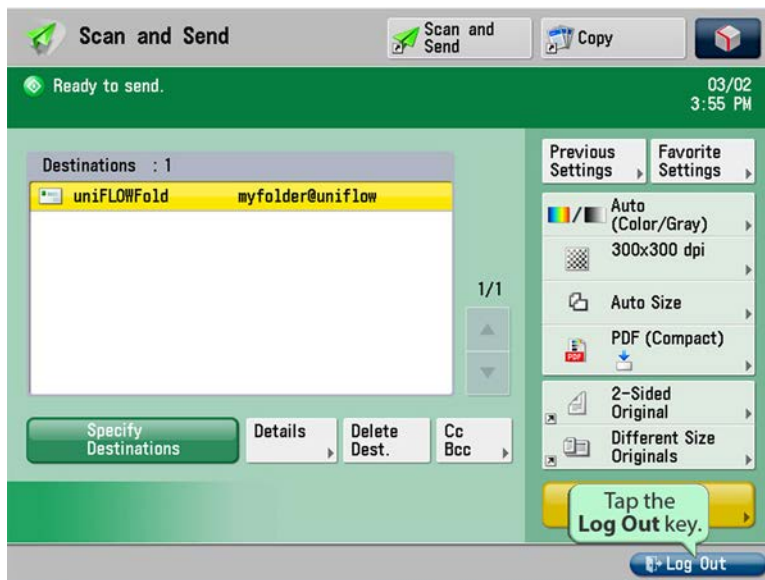 Scan and Send
Scan and
Send
Copy
Ready to send.
03/02
3:55 PM
Destinations : 1
uniFLOWFold myfolder@uniflow
1/1
Specify
Destinations
Details
Delete
Dest.
Cc
Bcc
Previous
Settings
Favorite
Settings
Auto
(Color/Gray)
300x300 dpi
Auto Size
PDF (Compact)
PDF
2-Sided
Original
Different Size
Originals
Tap the
Log Out key.
Log Out